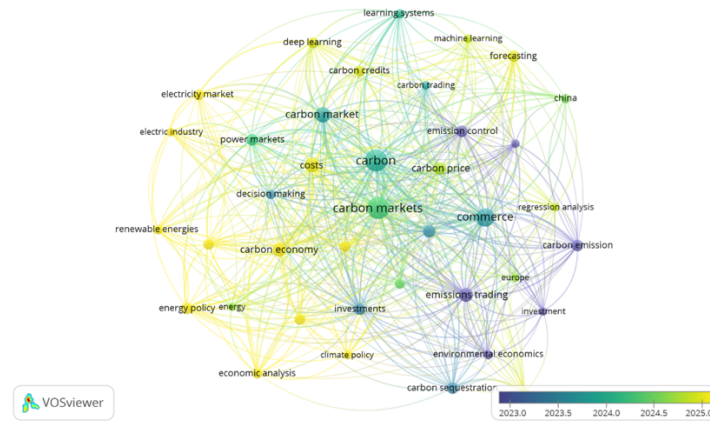 learning systems
machine learning
deep learning
forecasting
carbon credits
carbon trading
electricity market
china
carbon market
electric industry
emission control
power markets
carbon
costs
carbon price
decision making
carbon markets
regression analysis
commerce
renewable energies
carbon economy
carbon emission
europe
emissions trading
energy policy
energy
investments
investment
climate policy
environmental economics
economic analysis
carbon sequestration
VOSviewer
2023.0 2023.5 2024.0 2024.5 2025.0